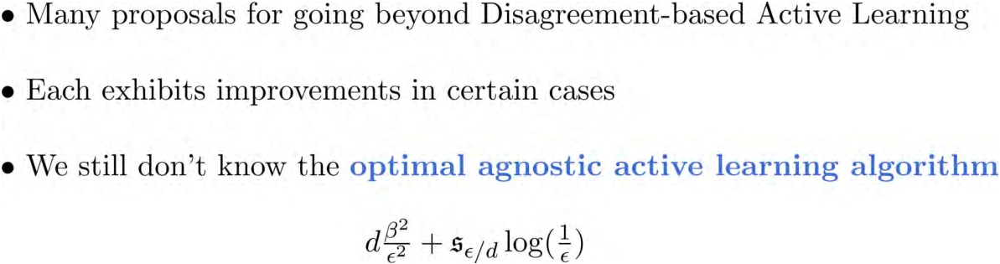 • Many proposals for going beyond Disagreement-based Active Learning
• Each exhibits improvements in certain cases
• We still don't know the optimal agnostic active learning algorithm
$d\frac{\beta^2}{\epsilon^2} + \mathfrak{s}_{\epsilon/d} \log(\frac{1}{\epsilon})$